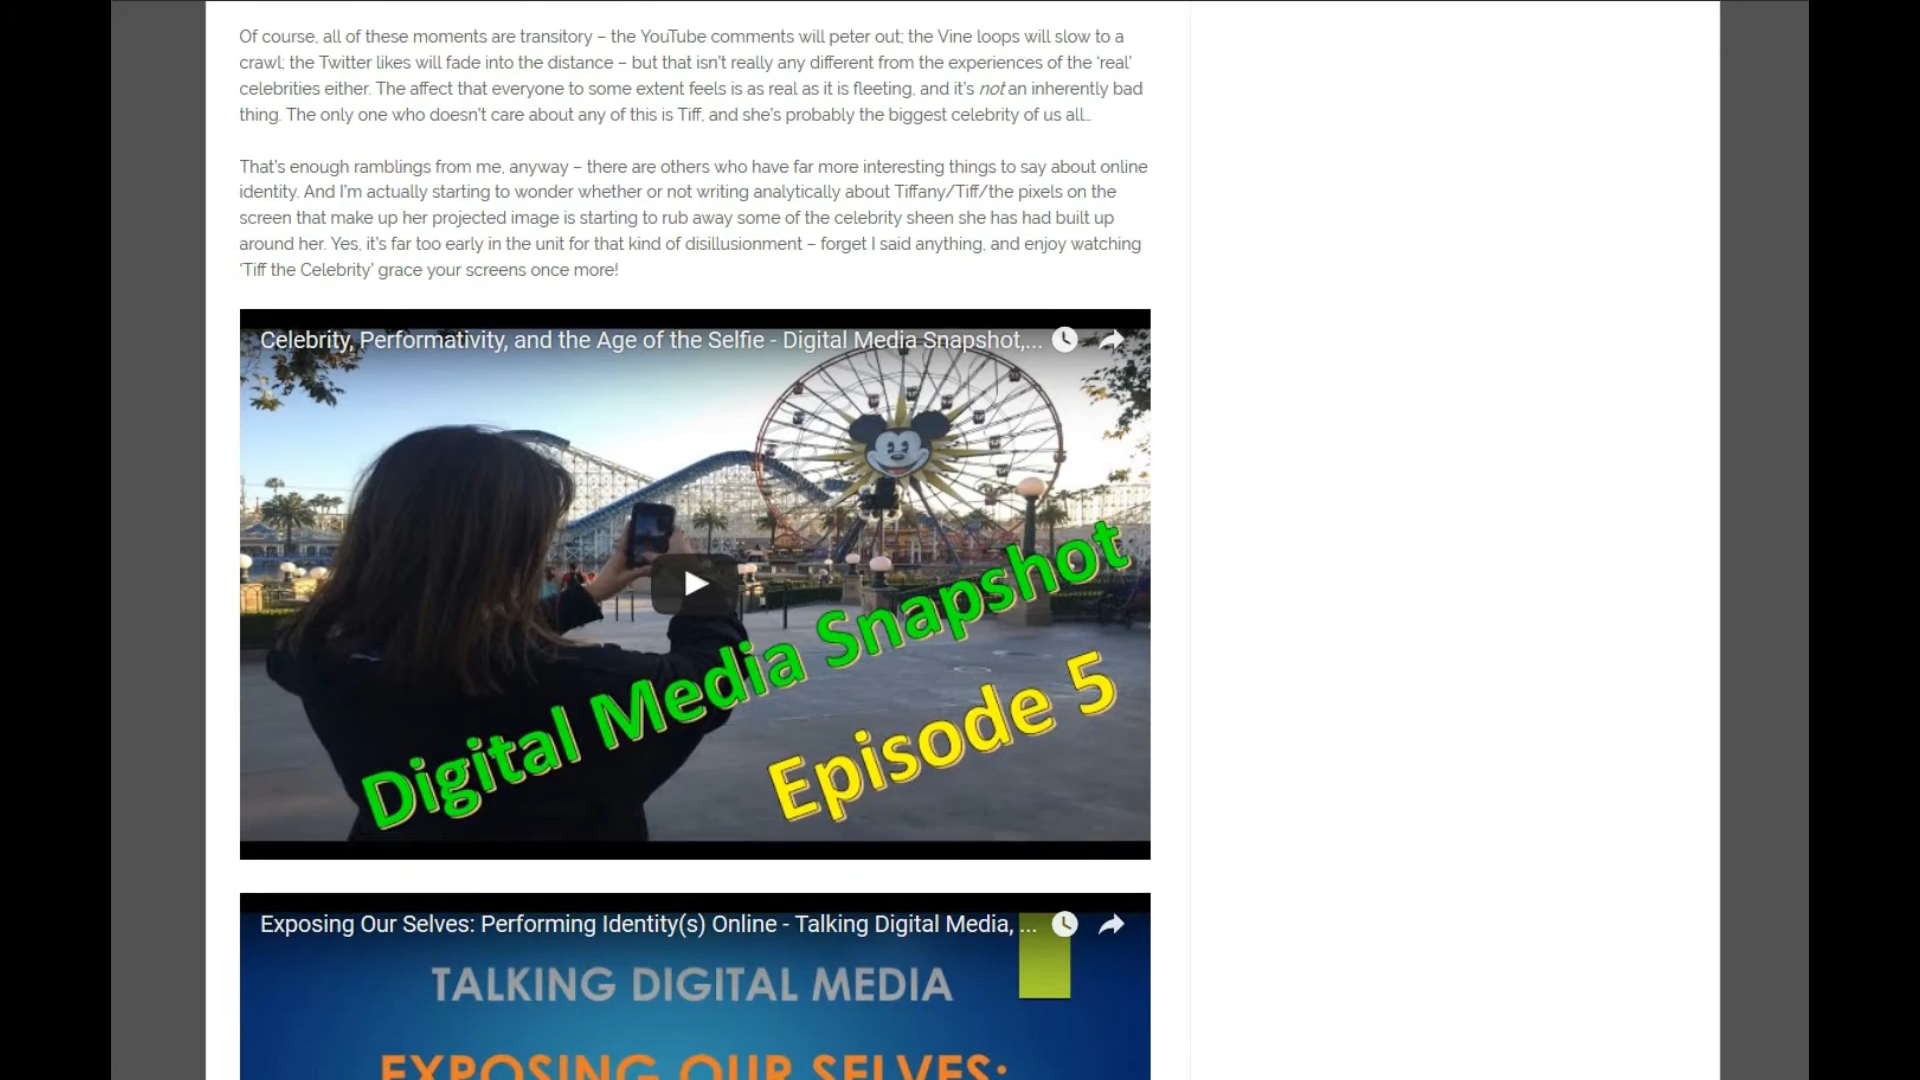 Of course, all of these moments are transitory – the YouTube comments will peter out; the Vine loops will slow to a
crawl; the Twitter likes will fade into the distance – but that isn't really any different from the experiences of the 'real'
celebrities either. The affect that everyone to some extent feels is as real as it is fleeting, and it's not an inherently bad
thing. The only one who doesn't care about any of this is Tiff, and she's probably the biggest celebrity of us all…
That's enough ramblings from me, anyway – there are others who have far more interesting things to say about online
identity. And I'm actually starting to wonder whether or not writing analytically about Tiffany/Tiff/the pixels on the
screen that make up her projected image is starting to rub away some of the celebrity sheen she has had built up
around her. Yes, it's far too early in the unit for that kind of disillusionment – forget I said anything, and enjoy watching
'Tiff the Celebrity' grace your screens once more!
Celebrity, Performativity, and the Age of the Selfie - Digital Media Snapshot,...
Digital Media Snapshot
Episode 5
Exposing Our Selves: Performing Identity(s) Online - Talking Digital Media, ...
TALKING DIGITAL MEDIA
EXPOSING OUR SELVES: